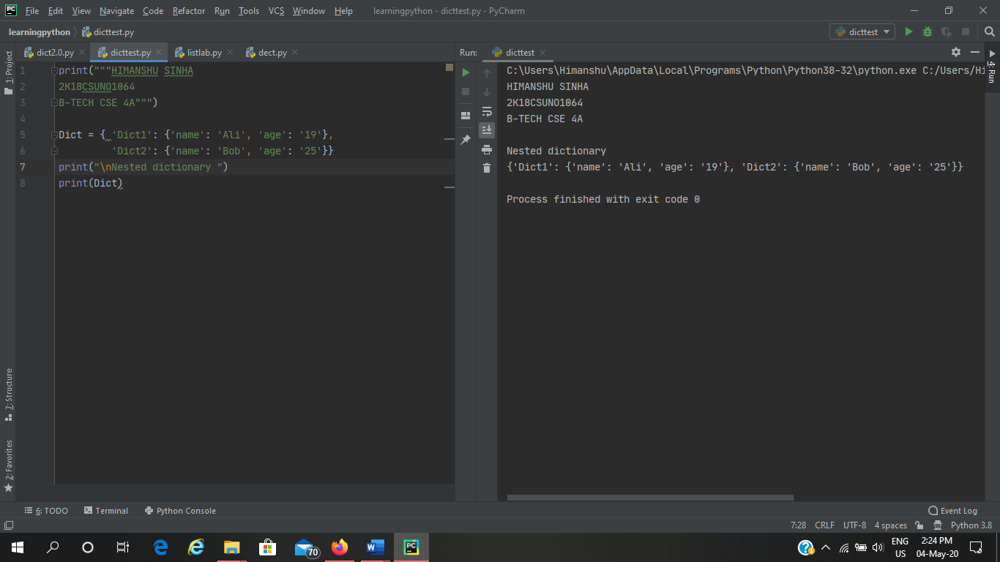 PC File Edit View Navigate Code Refactor Run Tools VCS Window Help learningpython - dicttest.py - PyCharm
learningpython dicttest.py dicttest
dict2.0.py dicttest.py listlab.py dect.py
Run: dicttest
1: Project
1 print("""HIMANSHU SINHA
2 2K18CSUNO1064
3 B-TECH CSE 4A""")
4
5 Dict = { 'Dict1': {'name': 'Ali', 'age': '19'},
6 'Dict2': {'name': 'Bob', 'age': '25'}}
7 print("\nNested dictionary ")
8 print(Dict)
C:\Users\Himanshu\AppData\Local\Programs\Python\Python38-32\python.exe C:/Users/Hi
HIMANSHU SINHA
2K18CSUNO1064
B-TECH CSE 4A
Nested dictionary
{'Dict1': {'name': 'Ali', 'age': '19'}, 'Dict2': {'name': 'Bob', 'age': '25'}}
Process finished with exit code 0
4: Run
7: Structure
2: Favorites
6: TODO Terminal Python Console Event Log
7:28 CRLF UTF-8 4 spaces Python 3.8
70 PC ENG 2:24 PM
US 04-May-20